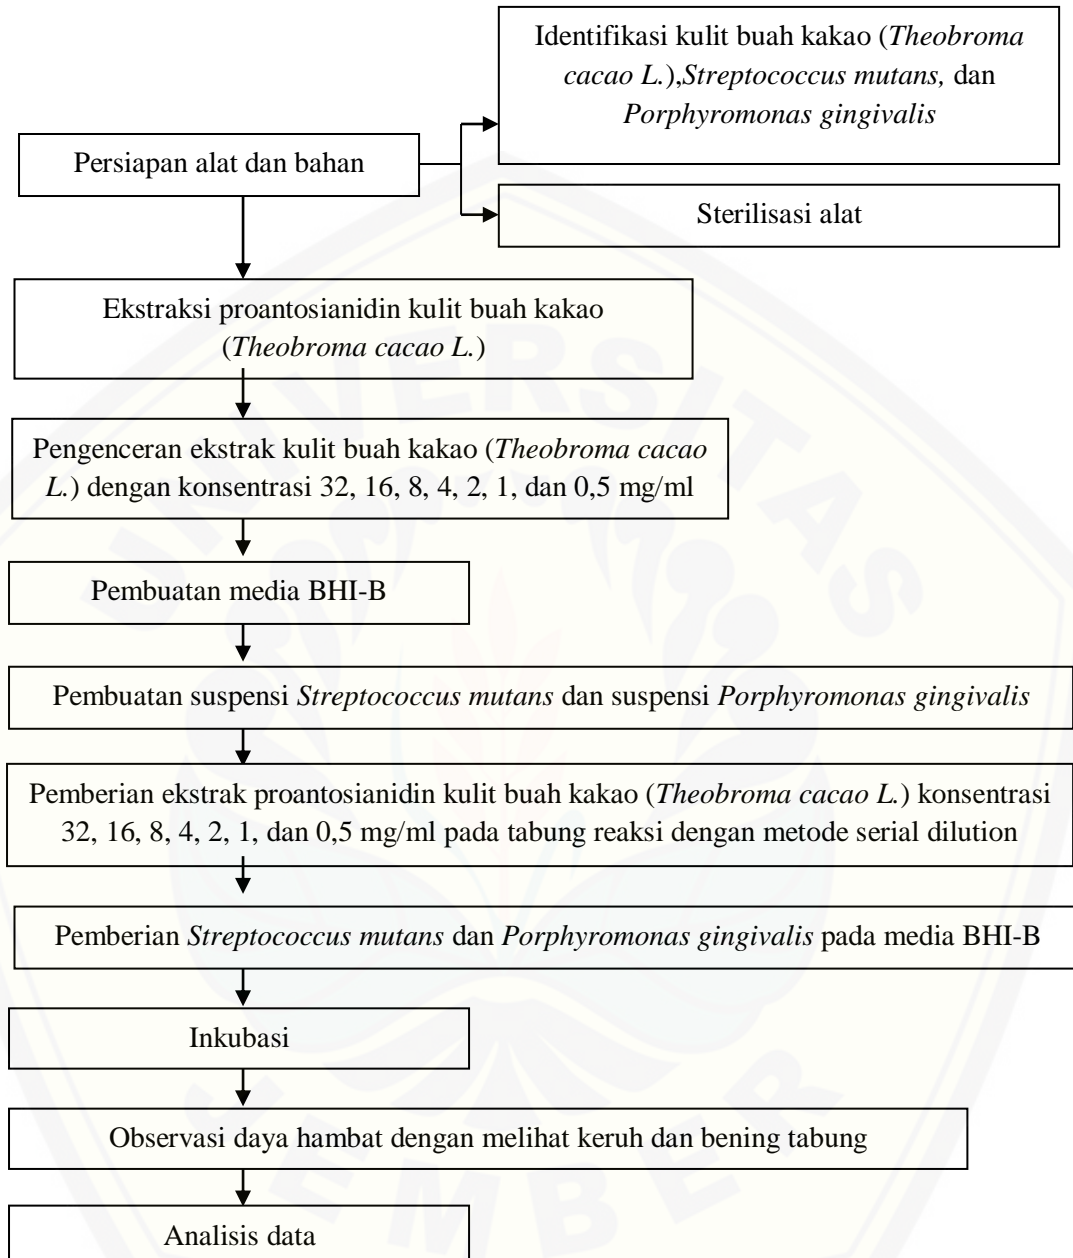 Identifikasi kulit buah kakao (Theobroma
cacao L.),Streptococcus mutans, dan
Porphyromonas gingivalis
Persiapan alat dan bahan
Sterilisasi alat
Ekstraksi proantosianidin kulit buah kakao
(Theobroma cacao L.)
Pengenceran ekstrak kulit buah kakao (Theobroma cacao
L.) dengan konsentrasi 32, 16, 8, 4, 2, 1, dan 0,5 mg/ml
Pembuatan media BHI-B
Pembuatan suspensi Streptococcus mutans dan suspensi Porphyromonas gingivalis
Pemberian ekstrak proantosianidin kulit buah kakao (Theobroma cacao L.) konsentrasi
32, 16, 8, 4, 2, 1, dan 0,5 mg/ml pada tabung reaksi dengan metode serial dilution
Pemberian Streptococcus mutans dan Porphyromonas gingivalis pada media BHI-B
Inkubasi
Observasi daya hambat dengan melihat keruh dan bening tabung
Analisis data
UNIVERSITAS
JEMBER